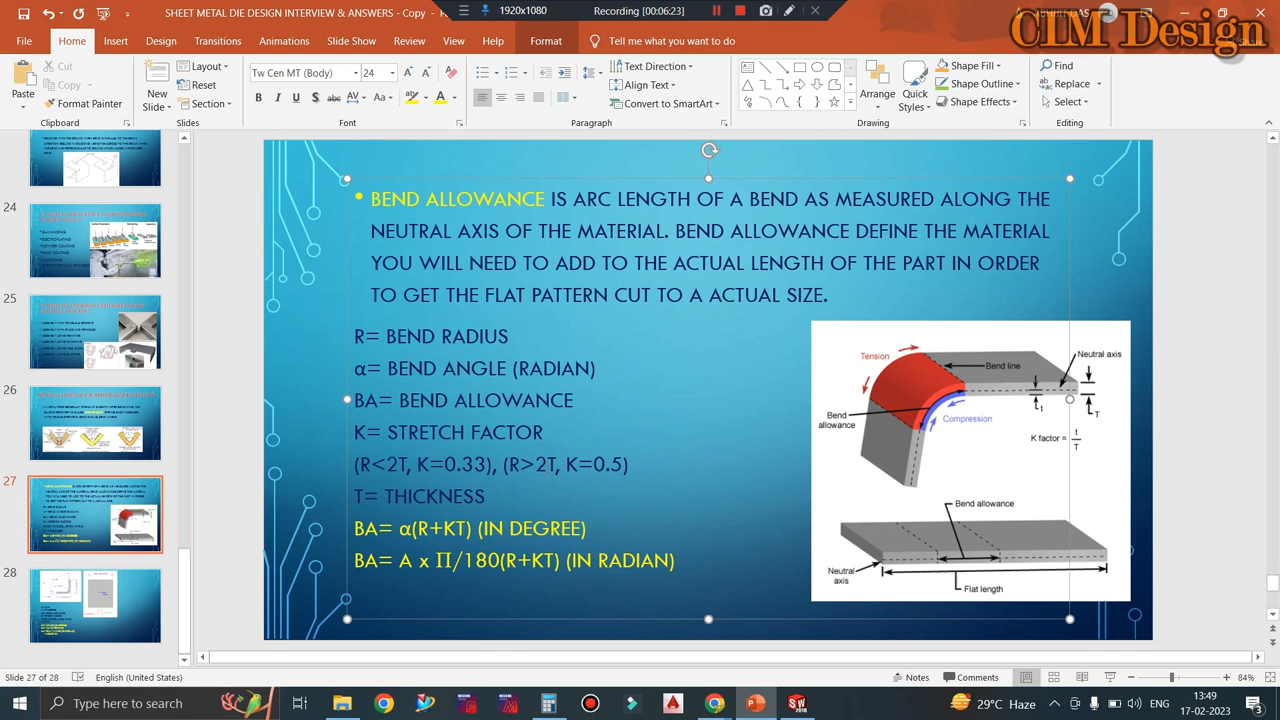 SHEET METAL DIE DESIGN INTERVIEW & ANSWERS - Copy -
1920x1080
Recording [00:06:23]
CIM Design
File Home Insert Design Transitions Animations Slide Show Review View Help Format Tell me what you want to do
Paste
Cut
Copy
Format Painter
Clipboard
New Slide
Layout
Reset
Section
Slides
Tw Cen MT (Body) 24
B I U S abc AV Aa A
Font
Text Direction
Align Text
Convert to SmartArt
Paragraph
Arrange
Quick Styles
Shape Fill
Shape Outline
Shape Effects
Drawing
Find
Replace
Select
Editing
24
25
26
27
28
• BEND ALLOWANCE IS ARC LENGTH OF A BEND AS MEASURED ALONG THE
NEUTRAL AXIS OF THE MATERIAL. BEND ALLOWANCE DEFINE THE MATERIAL
YOU WILL NEED TO ADD TO THE ACTUAL LENGTH OF THE PART IN ORDER
TO GET THE FLAT PATTERN CUT TO A ACTUAL SIZE.
R= BEND RADIUS
α= BEND ANGLE (RADIAN)
BA= BEND ALLOWANCE
K= STRETCH FACTOR
(R<2T, K=0.33), (R>2T, K=0.5)
T= THICKNESS
BA= α(R+KT) (IN DEGREE)
BA= A x Π/180(R+KT) (IN RADIAN)
Tension
Bend line
Neutral axis
Bend allowance
Compression
t
T
K factor = t/T
Bend allowance
Neutral axis
Flat length
Slide 27 of 28 English (United States) Notes Comments 84%
Type here to search
29°C Haze
ENG
13:49
17-02-2023
3